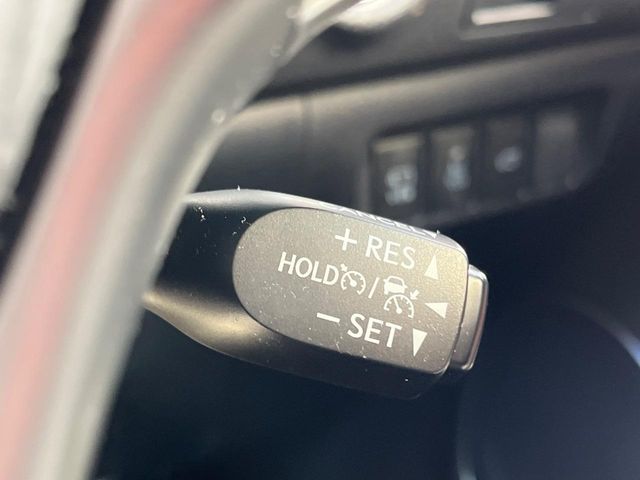 + RES ▲
HOLD / ◀
− SET ▼